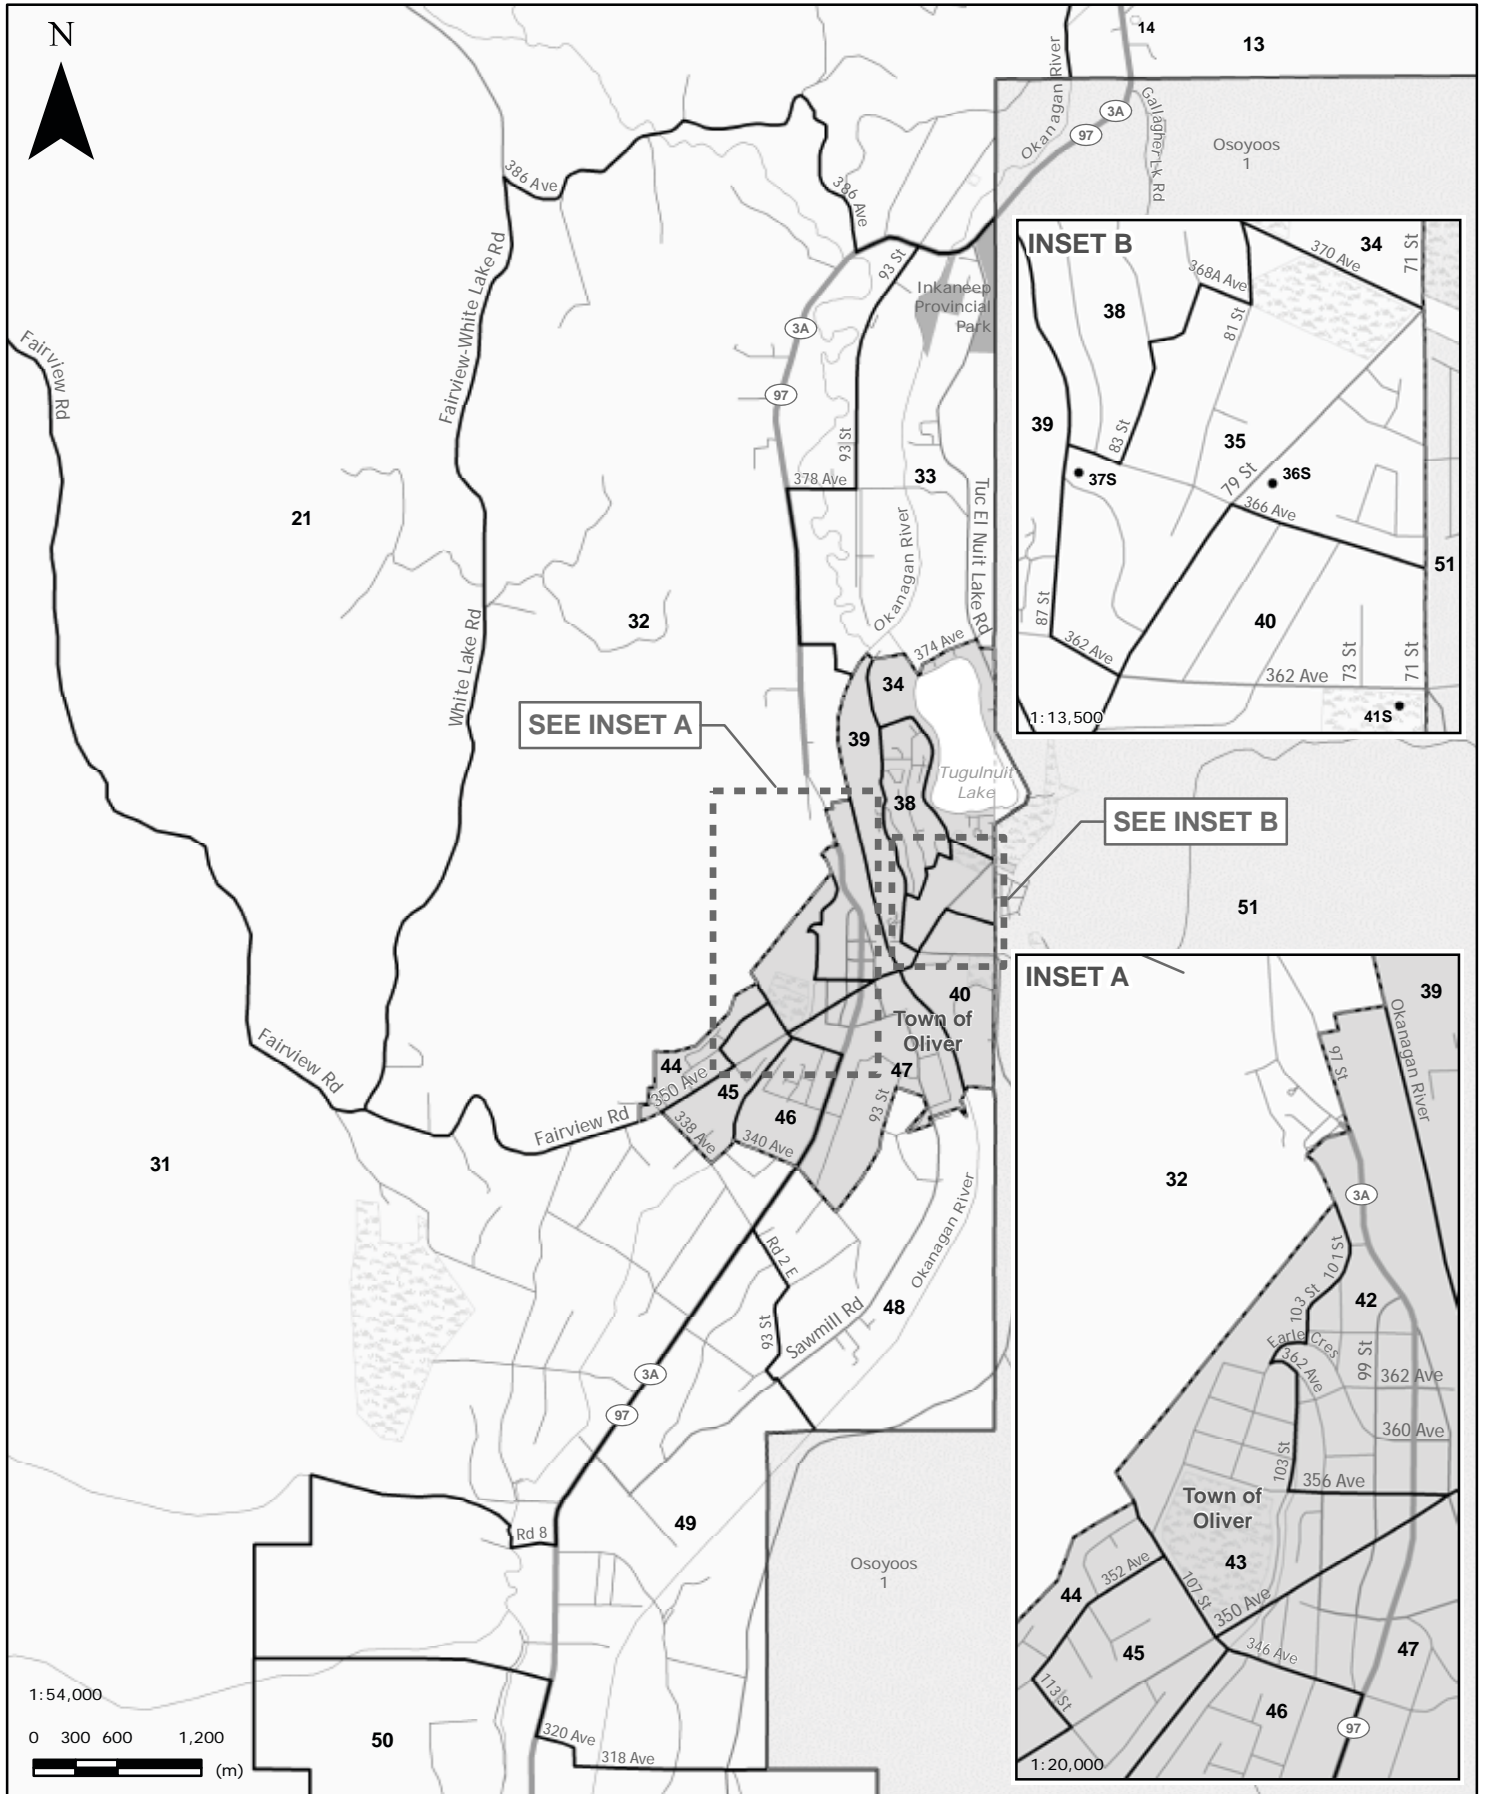 N
14
13
Okanagan River
3A
97
Gallagher Lk Rd
Osoyoos
1
386 Ave
386 Ave
Fairview-White Lake Rd
93 St
Inkaneep
Provincial
Park
3A
97
93 St
378 Ave
33
Fairview Rd
21
32
White Lake Rd
Okanagan River
Tuc El Nuit Lake Rd
374 Ave
34
39
38
Tugulnuit
Lake
SEE INSET A
SEE INSET B
51
40
Town of
Oliver
47
44
350 Ave
45
46
338 Ave
340 Ave
93 St
Fairview Rd
Fairview Rd
31
Rd 2 E
93 St
Sawmill Rd
48
Okanagan River
3A
97
Rd 8
49
Osoyoos
1
50
320 Ave
318 Ave
1:54,000
0 300 600 1,200
(m)
INSET B
34
370 Ave
71 St
368A Ave
38
81 St
39
83 St
35
37S
79 St
36S
366 Ave
51
87 St
40
362 Ave
362 Ave
73 St
71 St
41S
1:13,500
INSET A
39
Okanagan River
97 St
32
3A
101 St
103 St
42
Earle Cres
362 Ave
99 St
362 Ave
360 Ave
103 St
356 Ave
Town of
Oliver
43
352 Ave
44
107 St
350 Ave
45
346 Ave
47
113 St
46
97
1:20,000